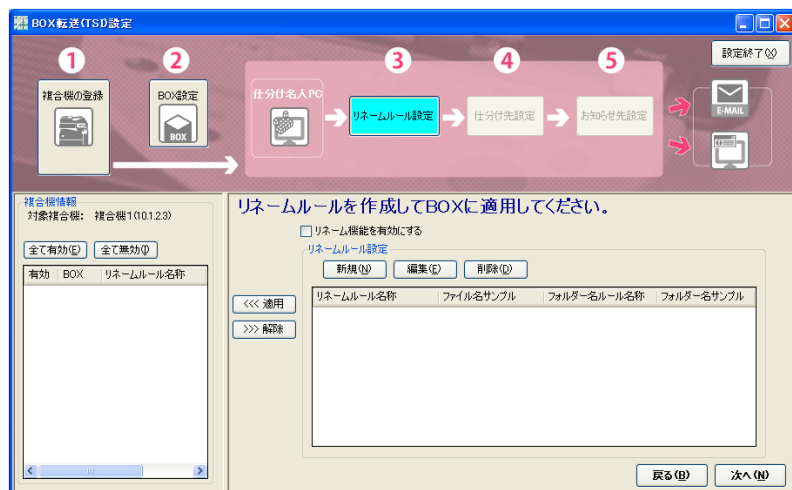 BOX転送(TSI)設定
設定終了(X)
1
2
3
4
5
複合機の登録
BOX設定
BOX
仕分け名人PC
リネームルール設定
仕分け先設定
お知らせ先設定
E-MAIL
複合機情報
対象複合機: 複合機1(10.1.2.3)
全て有効(E) 全て無効(I)
有効 BOX リネームルール名称
リネームルールを作成してBOXに適用してください。
リネーム機能を有効にする
リネームルール設定
新規(N) 編集(E) 削除(D)
リネームルール名称 ファイル名サンプル フォルダー名ルール名称 フォルダー名サンプル
<<< 適用
>>> 解除
戻る(B) 次へ(N)